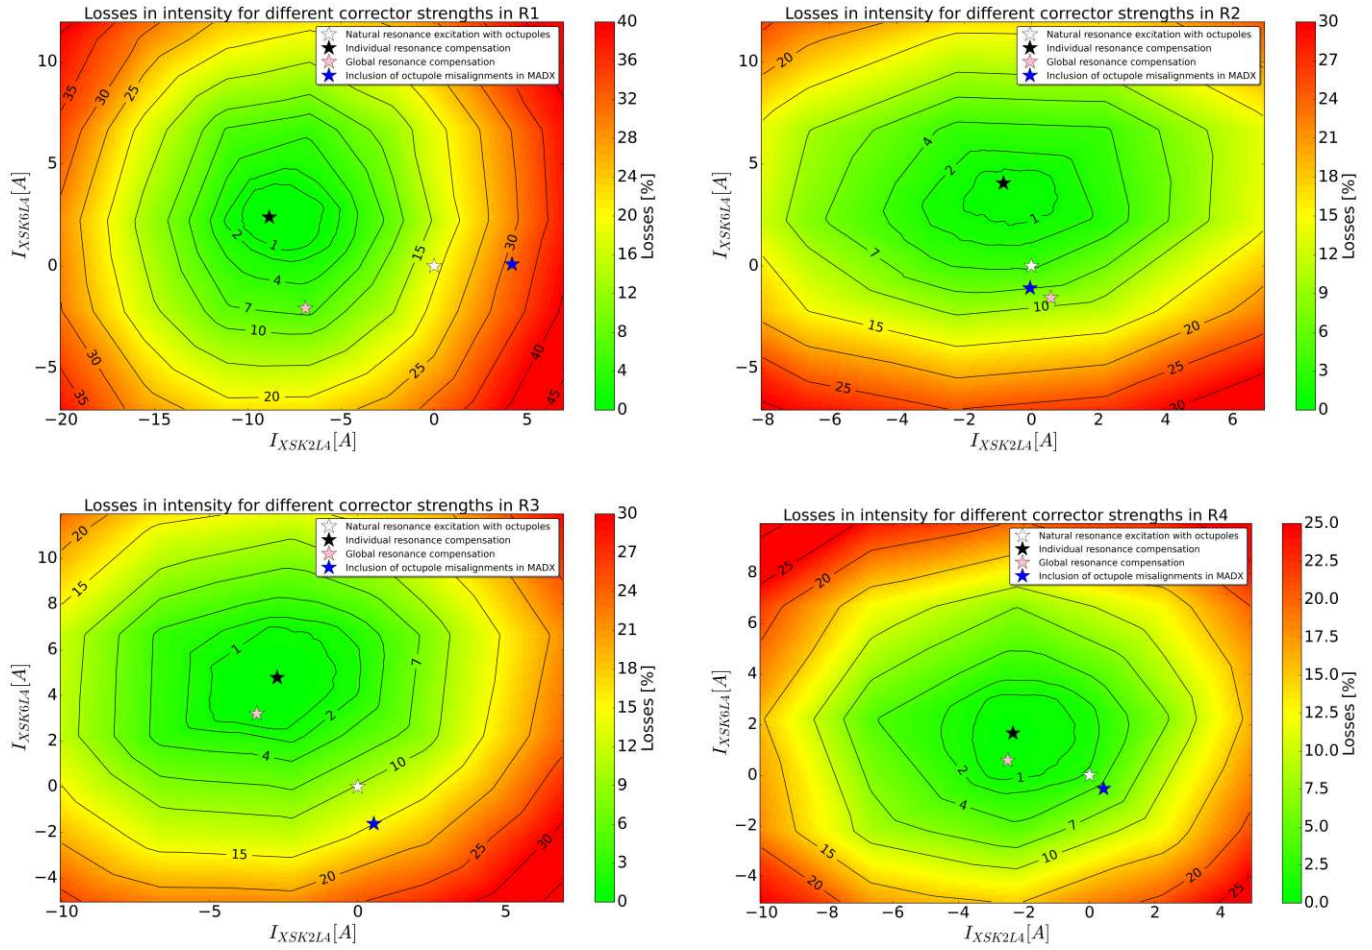 Losses in intensity for different corrector strengths in R1
Natural resonance excitation with octupoles
Individual resonance compensation
Global resonance compensation
Inclusion of octupole misalignments in MADX
10
5
0
−5
I_XSK6L4[A]
−20 −15 −10 −5 0 5
I_XSK2L4[A]
35 30 25
15 30
2 1
4
7
10
20 25
30 35
40 45
40
36
32
28
24
20
16
12
8
4
0
Losses [%]
Losses in intensity for different corrector strengths in R2
Natural resonance excitation with octupoles
Individual resonance compensation
Global resonance compensation
Inclusion of octupole misalignments in MADX
10
5
0
−5
I_XSK6L4[A]
−8 −6 −4 −2 0 2 4 6
I_XSK2L4[A]
20
15
4
2
1
7
10
15 20
25 25
30
30
27
24
21
18
15
12
9
6
3
0
Losses [%]
Losses in intensity for different corrector strengths in R3
Natural resonance excitation with octupoles
Individual resonance compensation
Global resonance compensation
Inclusion of octupole misalignments in MADX
10
8
6
4
2
0
−2
−4
I_XSK6L4[A]
−10 −5 0 5
I_XSK2L4[A]
20
15
1 7
2
4 10
15 20
25 30
30
27
24
21
18
15
12
9
6
3
0
Losses [%]
Losses in intensity for different corrector strengths in R4
Natural resonance excitation with octupoles
Individual resonance compensation
Global resonance compensation
Inclusion of octupole misalignments in MADX
8
6
4
2
0
−2
−4
I_XSK6L4[A]
−10 −8 −6 −4 −2 0 2 4
I_XSK2L4[A]
25 20
20
2 1
4 7
10
15 15
20 20
25
25.0
22.5
20.0
17.5
15.0
12.5
10.0
7.5
5.0
2.5
0.0
Losses [%]